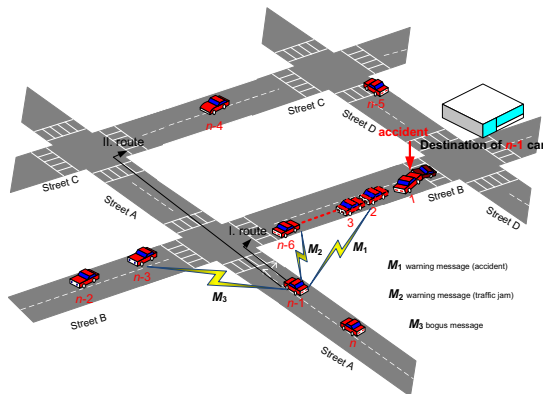 n-5
Street C
n-4
Street D
accident
Destination of n-1 car
II. route
1
Street B
2
3
Street D
Street C
Street A
I. route
n-6
M2
M1
n-3
M1 warning message (accident)
n-2
n-1
M2 warning message (traffic jam)
M3
Street B
n
M3 bogus message
Street A